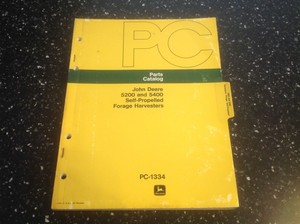 PC
Parts
Catalog
John Deere
5200 and 5400
Self-Propelled
Forage Harvesters
PC-1334